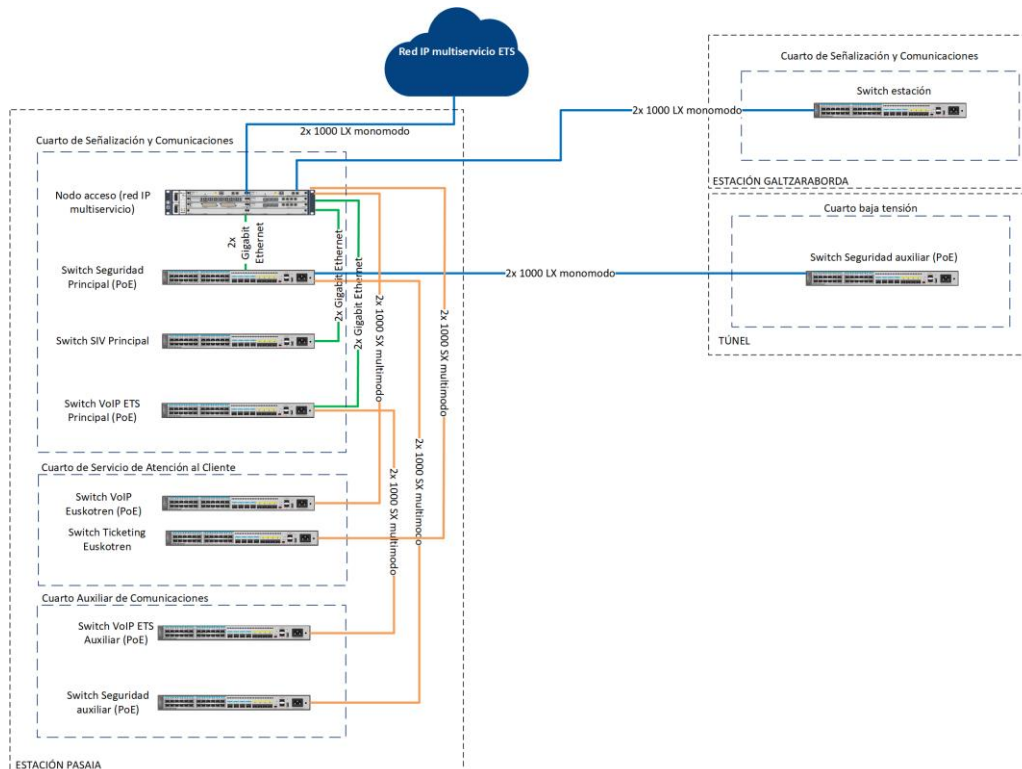 Red IP multiservicio ETS
2x 1000 LX monomodo
Cuarto de Señalización y Comunicaciones
Nodo acceso (red IP
multiservicio)
2x
Gigabit
Ethernet
Switch Seguridad
Principal (PoE)
Switch SIV Principal
Switch VoIP ETS
Principal (PoE)
2x Gigabit Ethernet
2x Gigabit Ethernet
2x 1000 SX multimodo
2x 1000 SX multimodo
2x 1000 SX multimodo
2x 1000 SX multimodo
Cuarto de Servicio de Atención al Cliente
Switch VoIP
Euskotren (PoE)
Switch Ticketing
Euskotren
Cuarto Auxiliar de Comunicaciones
Switch VoIP ETS
Auxiliar (PoE)
Switch Seguridad
auxiliar (PoE)
ESTACIÓN PASAIA
2x 1000 LX monomodo
Cuarto de Señalización y Comunicaciones
Switch estación
ESTACIÓN GALTZARABORDA
2x 1000 LX monomodo
Cuarto baja tensión
Switch Seguridad auxiliar (PoE)
TÚNEL